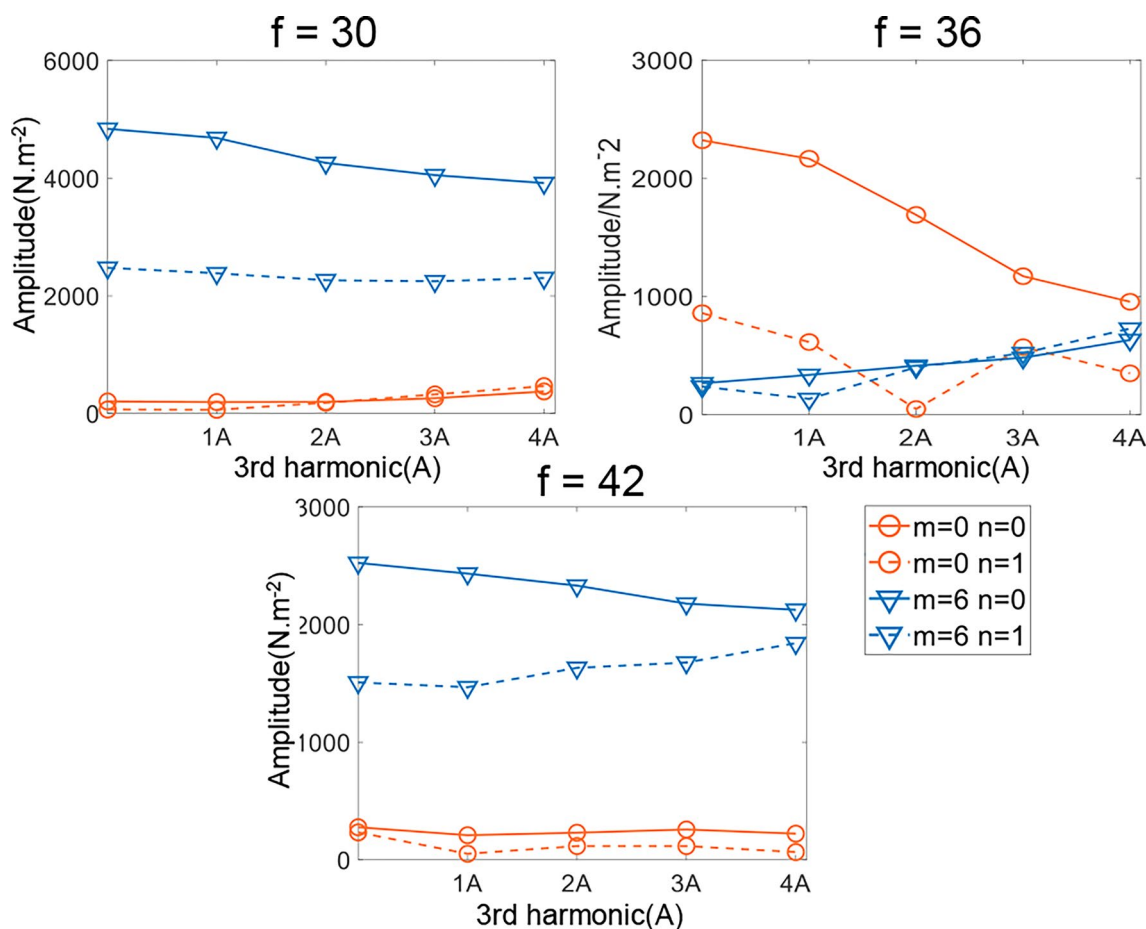 f = 30
6000
4000
2000
0
Amplitude(N.m⁻²)
1A 2A 3A 4A
3rd harmonic(A)
f = 36
3000
2000
1000
0
Amplitude/N.m⁻2
1A 2A 3A 4A
3rd harmonic(A)
f = 42
3000
2000
1000
0
Amplitude(N.m⁻²)
1A 2A 3A 4A
3rd harmonic(A)
m=0 n=0
m=0 n=1
m=6 n=0
m=6 n=1